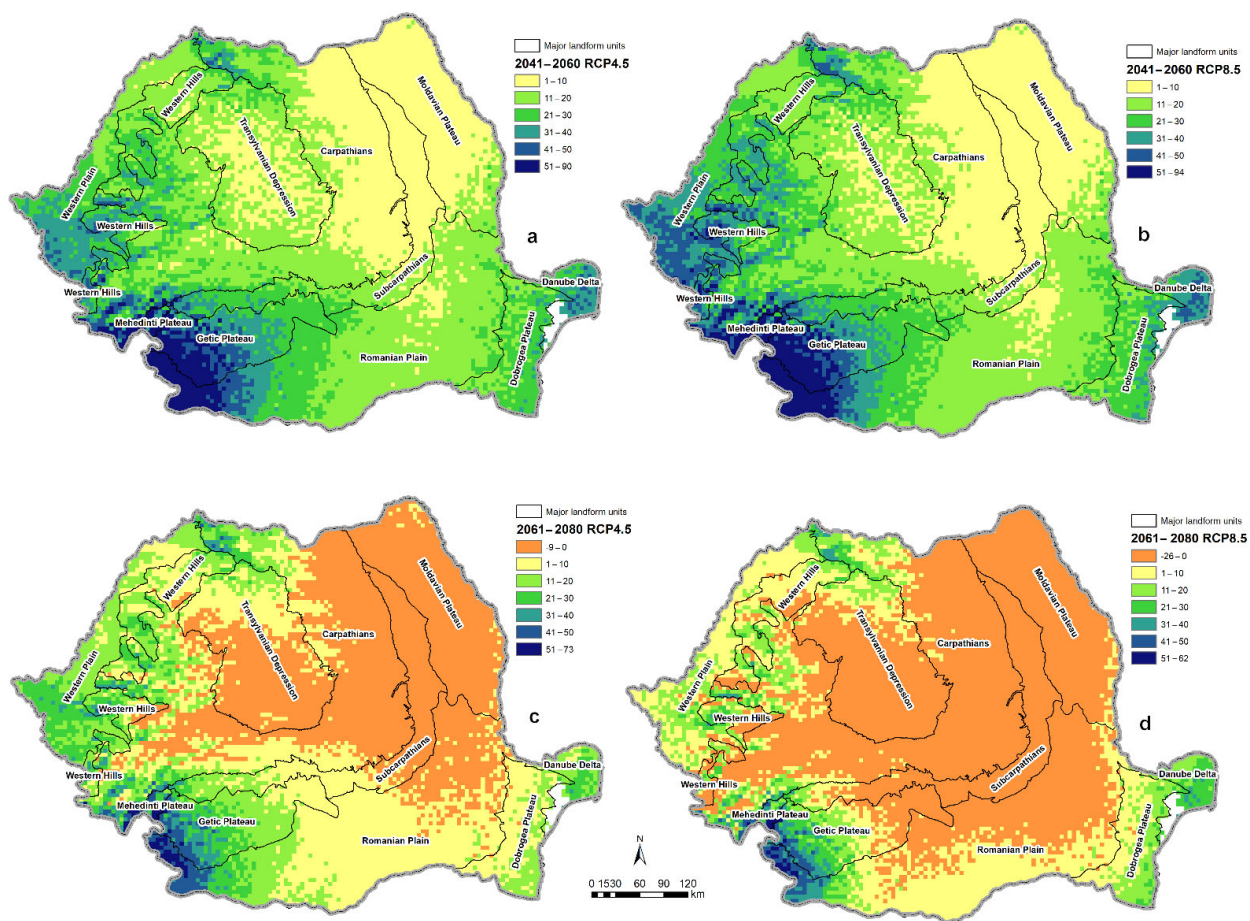 Major landform units
2041–2060 RCP4.5
1–10
11–20
21–30
31–40
41–50
51–90
Western Hills
Moldavian Plateau
Transylvanian Depression
Carpathians
Western Plain
Western Hills
a
Western Hills
Subcarpathians
Danube Delta
Mehedinti Plateau
Getic Plateau
Romanian Plain
Dobrogea Plateau
Major landform units
2041–2060 RCP8.5
1–10
11–20
21–30
31–40
41–50
51–94
Western Hills
Moldavian Plateau
Transylvanian Depression
Carpathians
Western Plain
Western Hills
b
Western Hills
Subcarpathians
Danube Delta
Mehedinti Plateau
Getic Plateau
Romanian Plain
Dobrogea Plateau
Major landform units
2061–2080 RCP4.5
-9–0
1–10
11–20
21–30
31–40
41–50
51–73
Western Hills
Moldavian Plateau
Transylvanian Depression
Carpathians
Western Plain
Western Hills
c
Western Hills
Subcarpathians
Danube Delta
Mehedinti Plateau
Getic Plateau
Romanian Plain
Dobrogea Plateau
N
0 1530 60 90 120
km
Major landform units
2061–2080 RCP8.5
-26–0
1–10
11–20
21–30
31–40
41–50
51–62
Western Hills
Moldavian Plateau
Transylvanian Depression
Carpathians
Western Plain
Western Hills
d
Western Hills
Subcarpathians
Danube Delta
Mehedinti Plateau
Getic Plateau
Romanian Plain
Dobrogea Plateau